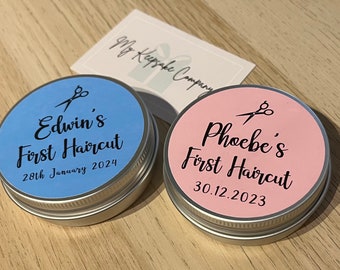 My Keepsake Company
Edwin's
First Haircut
28th January 2024
Phoebe's
First Haircut
30.12.2023